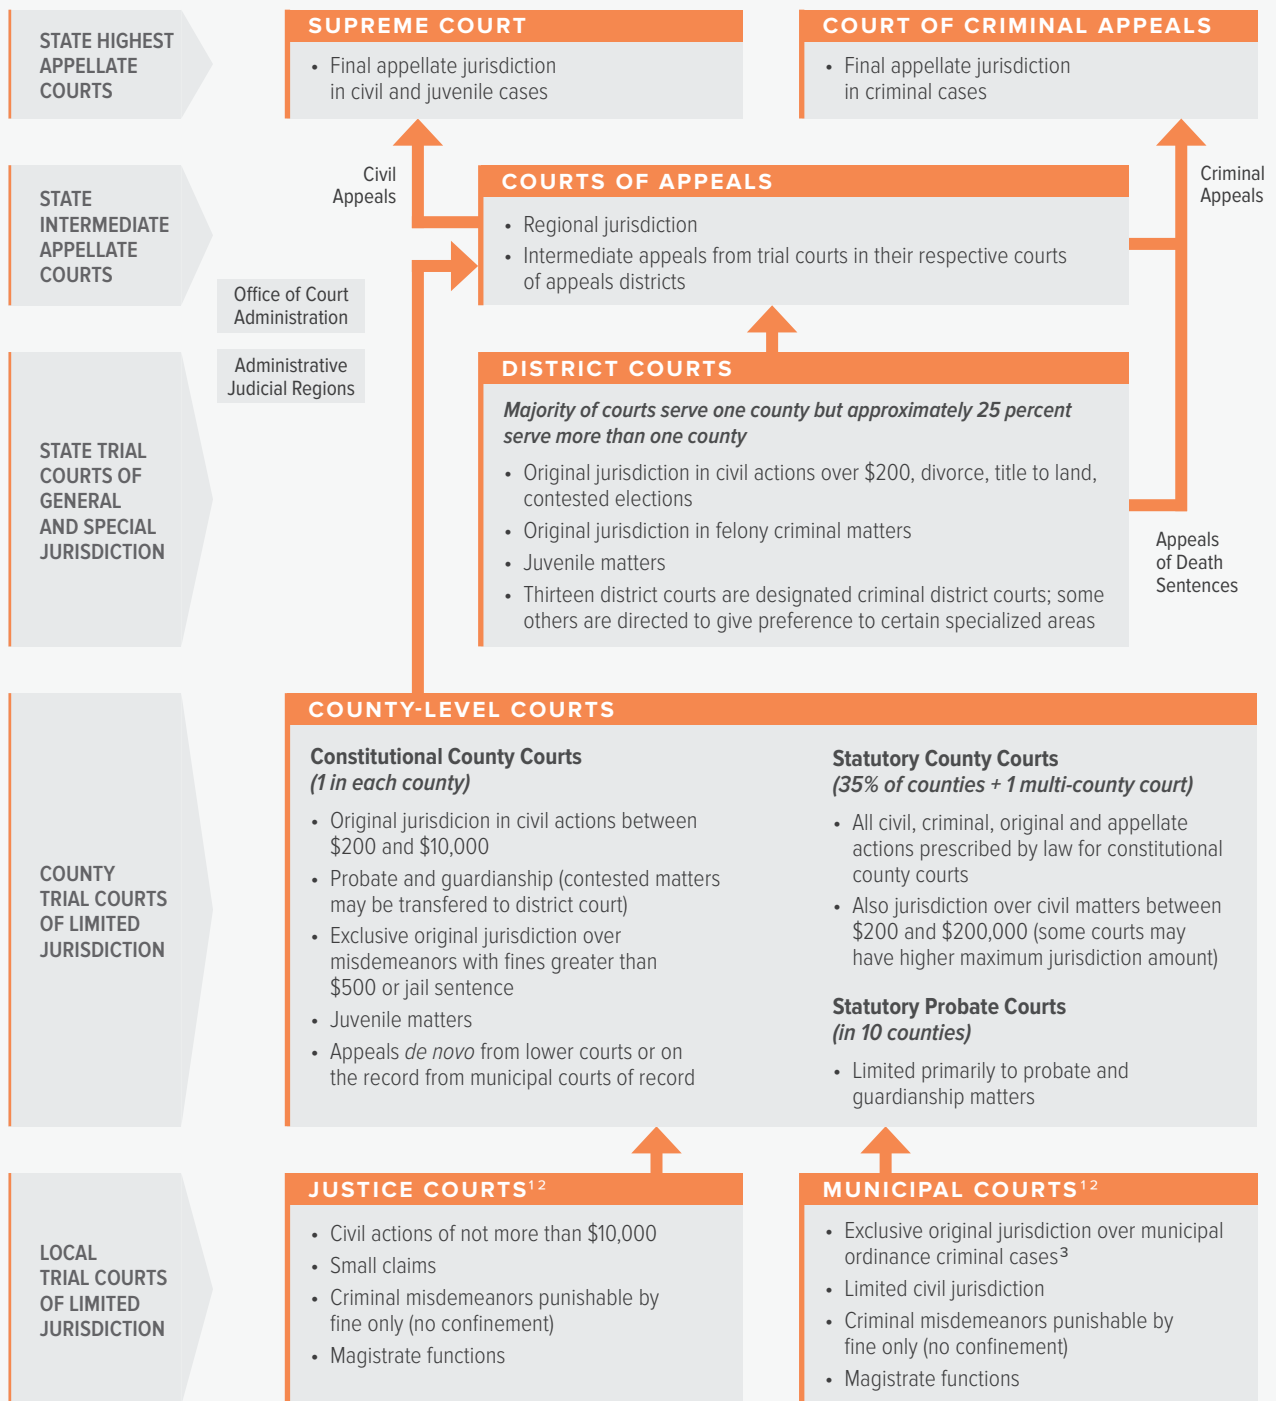 STATE HIGHEST
APPELLATE
COURTS
SUPREME COURT
• Final appellate jurisdiction
in civil and juvenile cases
COURT OF CRIMINAL APPEALS
• Final appellate jurisdiction
in criminal cases
Civil
Appeals
Criminal
Appeals
STATE
INTERMEDIATE
APPELLATE
COURTS
COURTS OF APPEALS
• Regional jurisdiction
• Intermediate appeals from trial courts in their respective courts
of appeals districts
Office of Court
Administration
Administrative
Judicial Regions
STATE TRIAL
COURTS OF
GENERAL
AND SPECIAL
JURISDICTION
DISTRICT COURTS
Majority of courts serve one county but approximately 25 percent
serve more than one county
• Original jurisdiction in civil actions over $200, divorce, title to land,
contested elections
• Original jurisdiction in felony criminal matters
• Juvenile matters
• Thirteen district courts are designated criminal district courts; some
others are directed to give preference to certain specialized areas
Appeals
of Death
Sentences
COUNTY
TRIAL COURTS
OF LIMITED
JURISDICTION
COUNTY-LEVEL COURTS
Constitutional County Courts
(1 in each county)
• Original jurisdicion in civil actions between
$200 and $10,000
• Probate and guardianship (contested matters
may be transfered to district court)
• Exclusive original jurisdiction over
misdemeanors with fines greater than
$500 or jail sentence
• Juvenile matters
• Appeals de novo from lower courts or on
the record from municipal courts of record
Statutory County Courts
(35% of counties + 1 multi-county court)
• All civil, criminal, original and appellate
actions prescribed by law for constitutional
county courts
• Also jurisdiction over civil matters between
$200 and $200,000 (some courts may
have higher maximum jurisdiction amount)
Statutory Probate Courts
(in 10 counties)
• Limited primarily to probate and
guardianship matters
LOCAL
TRIAL COURTS
OF LIMITED
JURISDICTION
JUSTICE COURTS¹ ²
• Civil actions of not more than $10,000
• Small claims
• Criminal misdemeanors punishable by
fine only (no confinement)
• Magistrate functions
MUNICIPAL COURTS¹ ²
• Exclusive original jurisdiction over municipal
ordinance criminal cases³
• Limited civil jurisdiction
• Criminal misdemeanors punishable by
fine only (no confinement)
• Magistrate functions